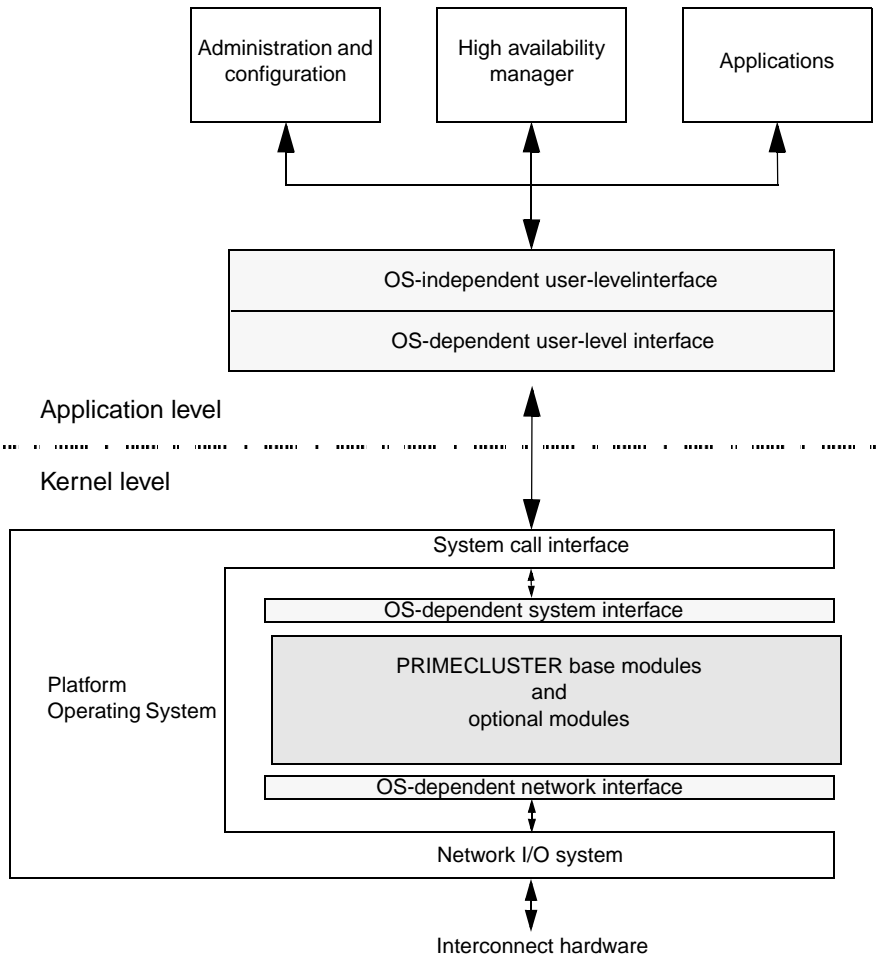 Administration and
configuration
High availability
manager
Applications
OS-independent user-levelinterface
OS-dependent user-level interface
Application level
Kernel level
System call interface
OS-dependent system interface
PRIMECLUSTER base modules
and
optional modules
Platform
Operating System
OS-dependent network interface
Network I/O system
Interconnect hardware